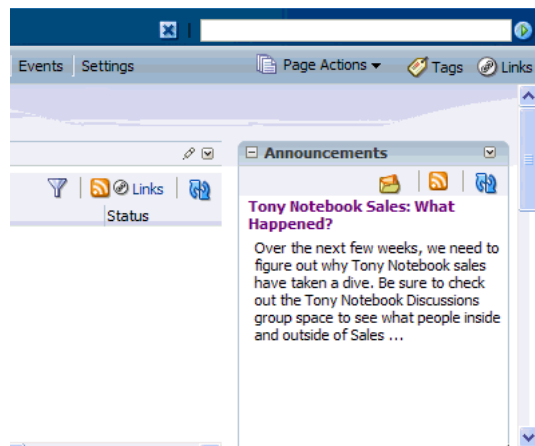 Events Settings Page Actions Tags Links
Announcements
Links
Status
Tony Notebook Sales: What
Happened?
Over the next few weeks, we need to
figure out why Tony Notebook sales
have taken a dive. Be sure to check
out the Tony Notebook Discussions
group space to see what people inside
and outside of Sales ...